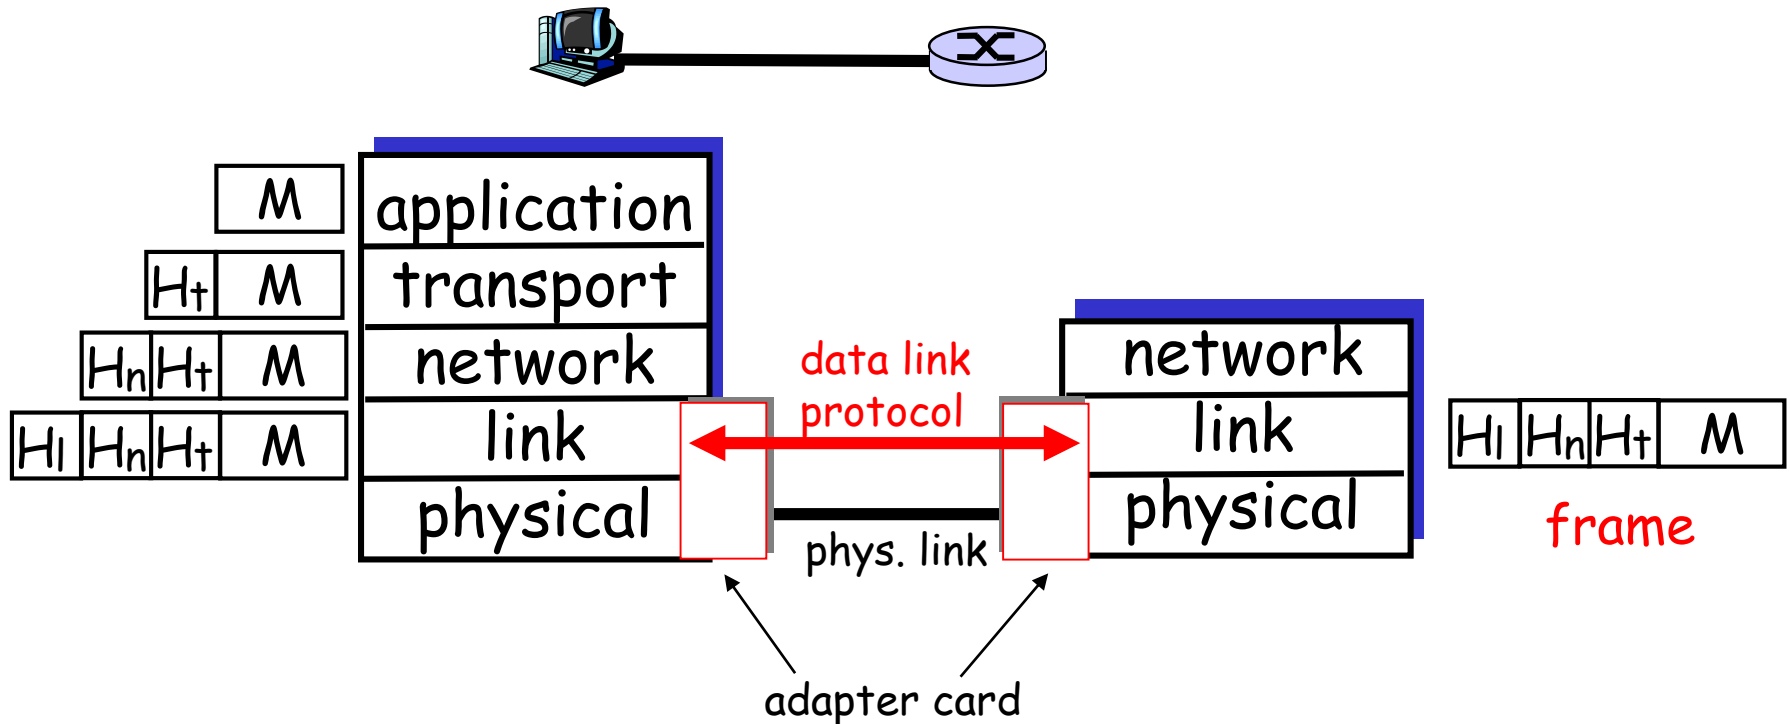 M
application
Ht M
transport
Hn Ht M
network
Hl Hn Ht M
link
physical
data link
protocol
phys. link
adapter card
network
link
physical
Hl Hn Ht M
frame